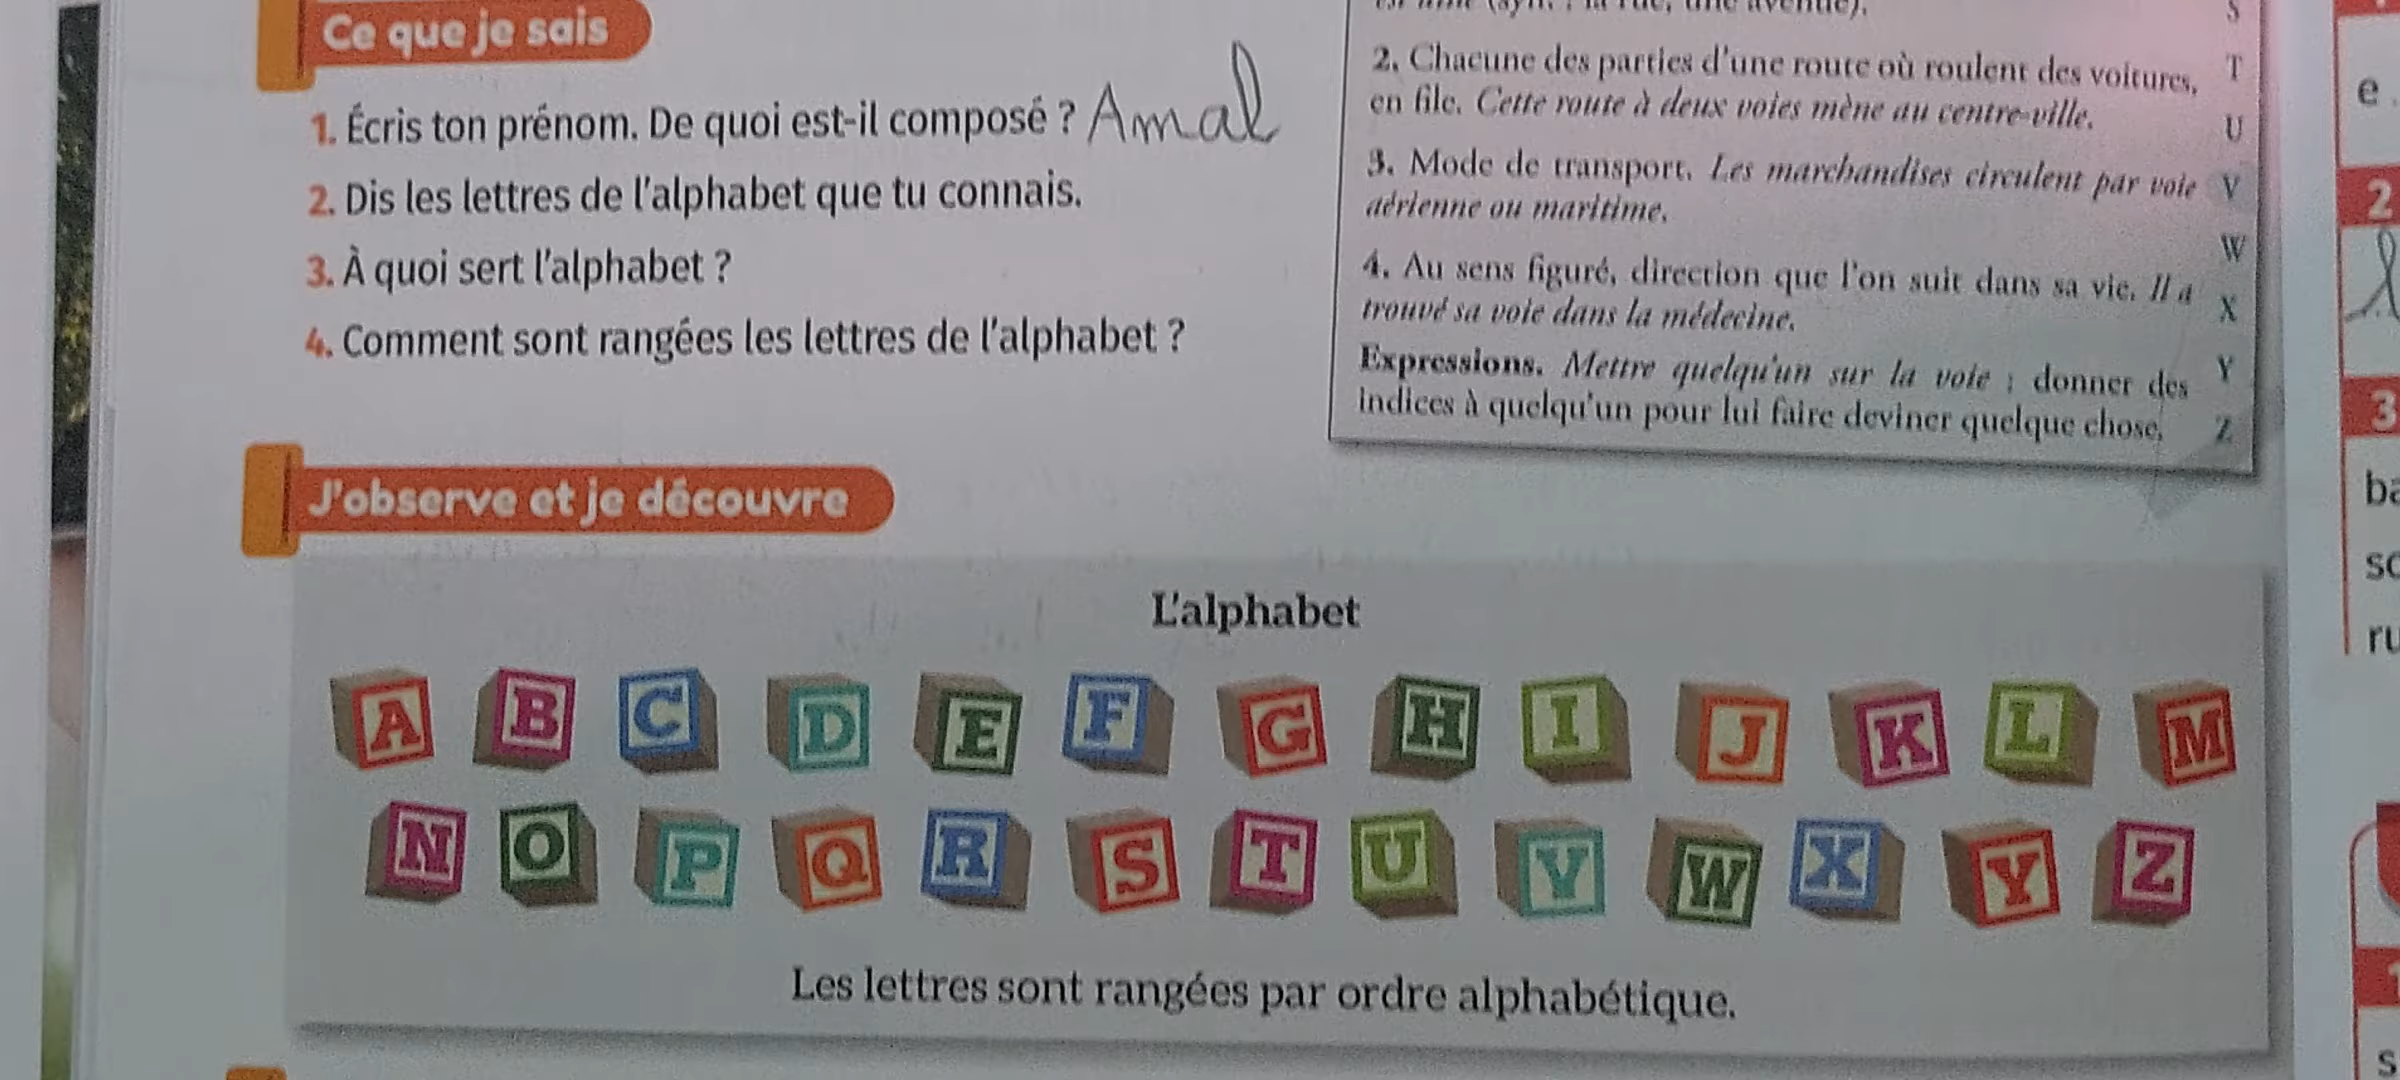 Ce que je sais
1. Écris ton prénom. De quoi est-il composé ? Amal
2. Dis les lettres de l'alphabet que tu connais.
3. À quoi sert l'alphabet ?
4. Comment sont rangées les lettres de l'alphabet ?
2. Chacune des parties d'une route où roulent des voitures,
en file. Cette route à deux voies mène au centre-ville.
3. Mode de transport. Les marchandises circulent par voie
aérienne ou maritime.
4. Au sens figuré, direction que l'on suit dans sa vie. Il a
trouvé sa voie dans la médecine.
Expressions. Mettre quelqu'un sur la voie : donner des
indices à quelqu'un pour lui faire deviner quelque chose.
S
T
U
V
W
X
Y
Z
J'observe et je découvre
L'alphabet
A B C D E F G H I J K L M
N O P Q R S T U V W X Y Z
Les lettres sont rangées par ordre alphabétique.
e
2
3
1